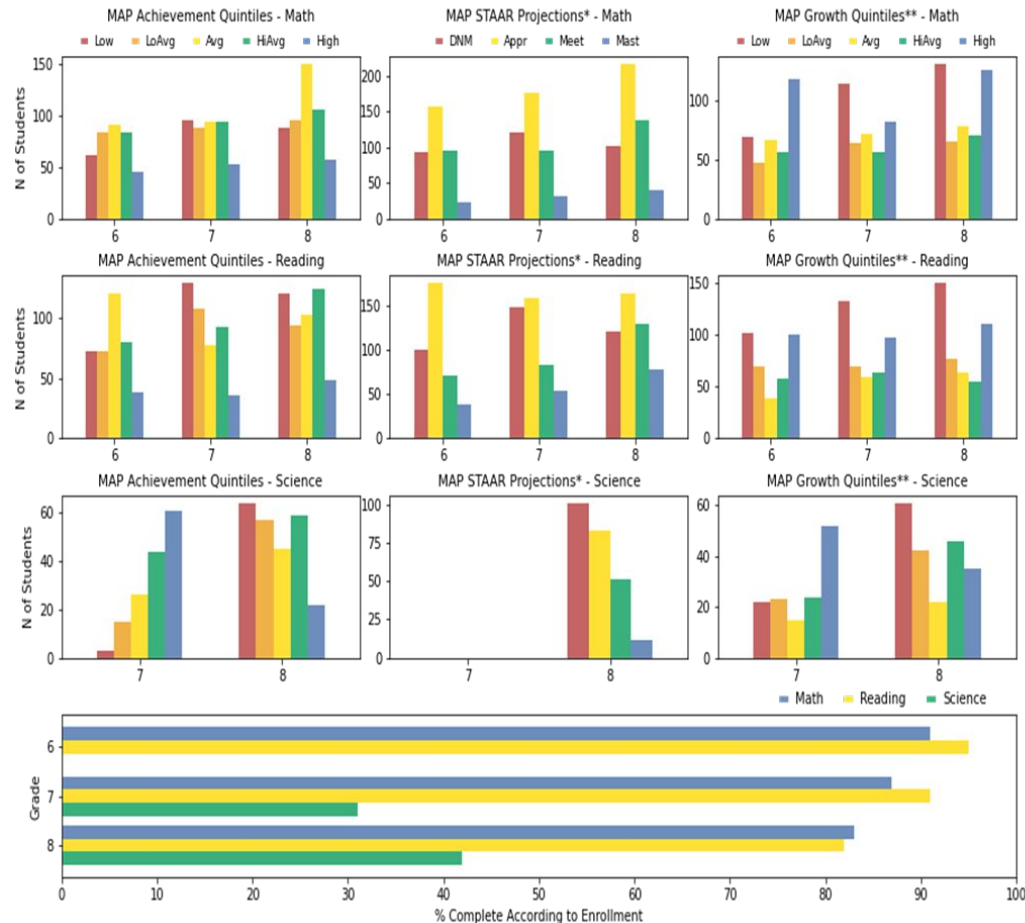 MAP Achievement Quintiles - Math
Low LoAvg Avg HiAvg High
N of Students
150
100
50
0
6 7 8
MAP STAAR Projections* - Math
DNM Appr Meet Mast
200
150
100
50
0
6 7 8
MAP Growth Quintiles** - Math
Low LoAvg Avg HiAvg High
100
50
0
6 7 8
MAP Achievement Quintiles - Reading
N of Students
100
50
0
6 7 8
MAP STAAR Projections* - Reading
150
100
50
0
6 7 8
MAP Growth Quintiles** - Reading
150
100
50
0
6 7 8
MAP Achievement Quintiles - Science
N of Students
60
40
20
0
7 8
MAP STAAR Projections* - Science
100
75
50
25
0
7 8
MAP Growth Quintiles** - Science
60
40
20
0
7 8
Math Reading Science
Grade
6
7
8
0 10 20 30 40 50 60 70 80 90 100
% Complete According to Enrollment